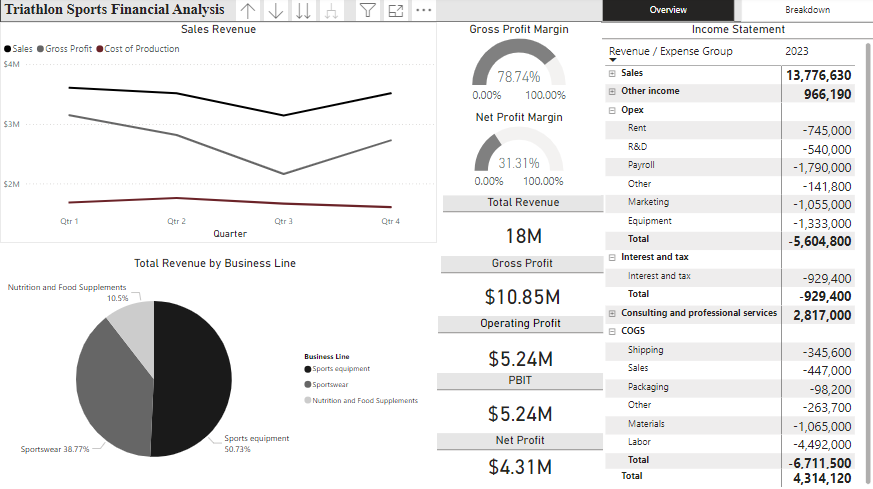 Triathlon Sports Financial Analysis
Overview
Breakdown
Sales Revenue
Sales
Gross Profit
Cost of Production
$4M
$3M
$2M
Qtr 1
Qtr 2
Qtr 3
Qtr 4
Quarter
Total Revenue by Business Line
Nutrition and Food Supplements
10.5%
Sportswear 38.77%
Sports equipment
50.73%
Business Line
Sports equipment
Sportswear
Nutrition and Food Supplements
Gross Profit Margin
78.74%
0.00%
100.00%
Net Profit Margin
31.31%
0.00%
100.00%
Total Revenue
18M
Gross Profit
$10.85M
Operating Profit
$5.24M
PBIT
$5.24M
Net Profit
$4.31M
Income Statement
Revenue / Expense Group 2023
Sales 13,776,630
Other income 966,190
Opex
Rent -745,000
R&D -540,000
Payroll -1,790,000
Other -141,800
Marketing -1,055,000
Equipment -1,333,000
Total -5,604,800
Interest and tax
Interest and tax -929,400
Total -929,400
Consulting and professional services 2,817,000
COGS
Shipping -345,600
Sales -447,000
Packaging -98,200
Other -263,700
Materials -1,065,000
Labor -4,492,000
Total -6,711,500
Total 4,314,120